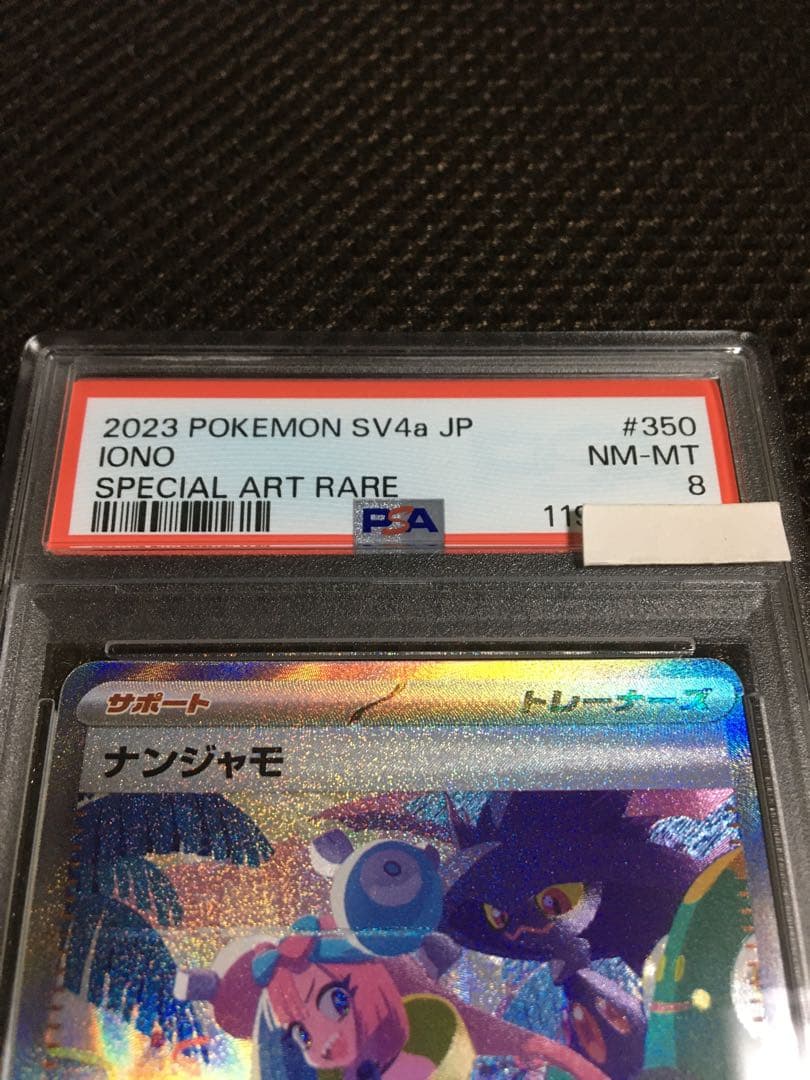 2023 POKEMON SV4a JP #350
IONO NM-MT
SPECIAL ART RARE 8
PSA 119
サポート トレーナーズ
ナンジャモ